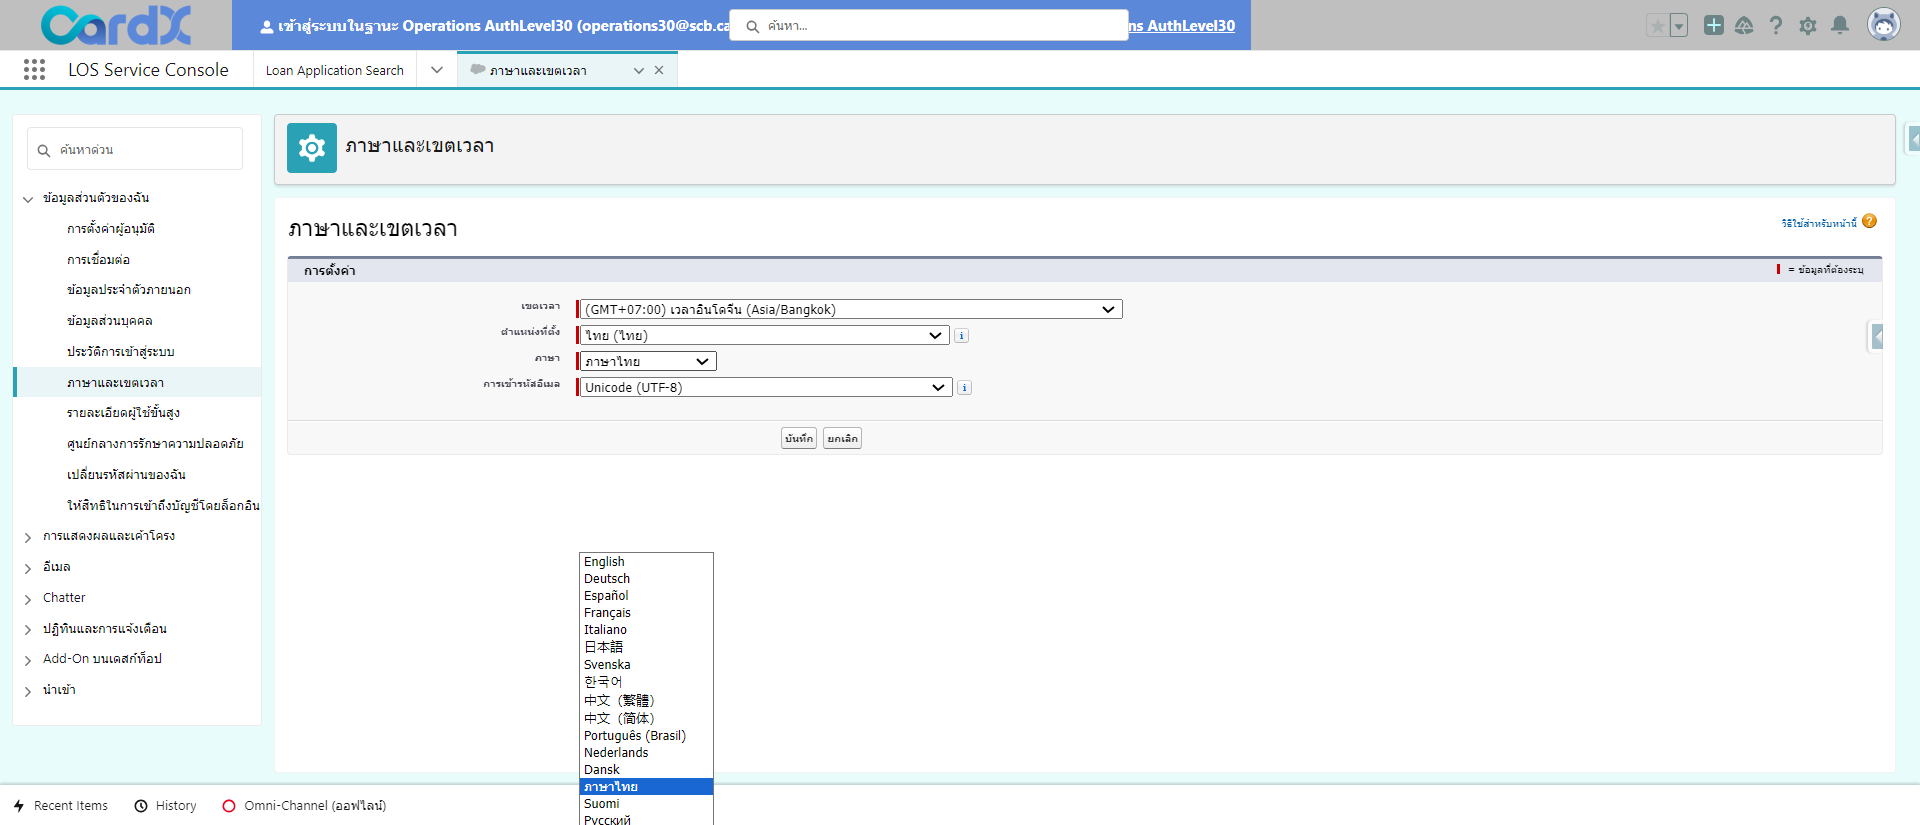 CardX
เข้าสู่ระบบในฐานะ Operations AuthLevel30 (operations30@scb.ca
ค้นหา...
ns AuthLevel30
LOS Service Console
Loan Application Search
ภาษาและเขตเวลา
ค้นหาด่วน
ข้อมูลส่วนตัวของฉัน
การตั้งค่าผู้อนุมัติ
การเชื่อมต่อ
ข้อมูลประจำตัวภายนอก
ข้อมูลส่วนบุคคล
ประวัติการเข้าสู่ระบบ
ภาษาและเขตเวลา
รายละเอียดผู้ใช้ขั้นสูง
ศูนย์กลางการรักษาความปลอดภัย
เปลี่ยนรหัสผ่านของฉัน
ให้สิทธิในการเข้าถึงบัญชีโดยล็อกอิน
การแสดงผลและเค้าโครง
อีเมล
Chatter
ปฏิทินและการแจ้งเตือน
Add-On บนเดสก์ท็อป
นำเข้า
ภาษาและเขตเวลา
ภาษาและเขตเวลา
วิธีใช้สำหรับหน้านี้
การตั้งค่า
= ข้อมูลที่ต้องระบุ
เขตเวลา
(GMT+07:00) เวลาอินโดจีน (Asia/Bangkok)
ตำแหน่งที่ตั้ง
ไทย (ไทย)
ภาษา
ภาษาไทย
การเข้ารหัสอีเมล
Unicode (UTF-8)
บันทึก
ยกเลิก
English
Deutsch
Español
Français
Italiano
日本語
Svenska
한국어
中文（繁體）
中文（简体）
Português (Brasil)
Nederlands
Dansk
ภาษาไทย
Suomi
Русский
Recent Items
History
Omni-Channel (ออฟไลน์)